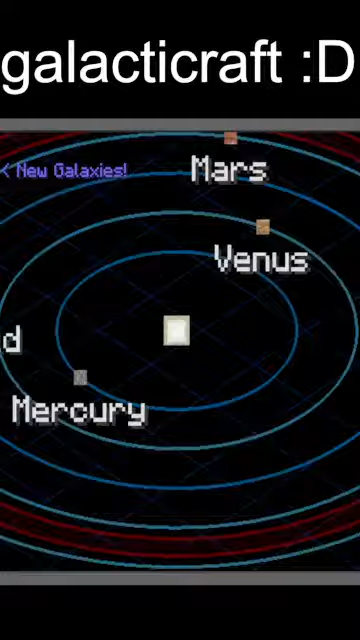 galacticraft :D
Mars
< New Galaxies!
Venus
d
Mercury